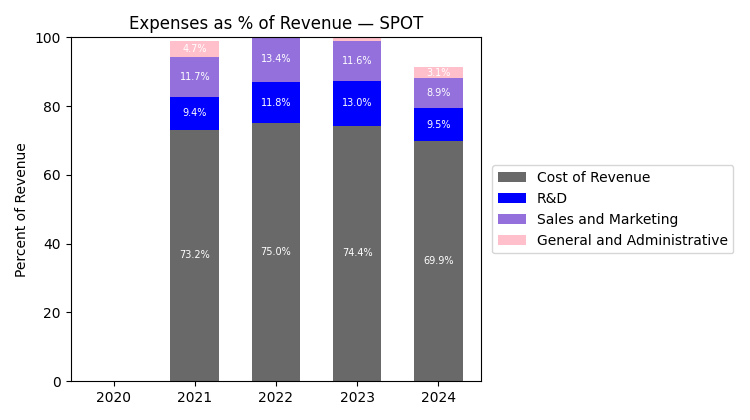 Expenses as % of Revenue — SPOT
100
80
60
40
20
0
Percent of Revenue
4.7%
11.7%
9.4%
73.2%
13.4%
11.8%
75.0%
11.6%
13.0%
74.4%
3.1%
8.9%
9.5%
69.9%
2020 2021 2022 2023 2024
Cost of Revenue
R&D
Sales and Marketing
General and Administrative